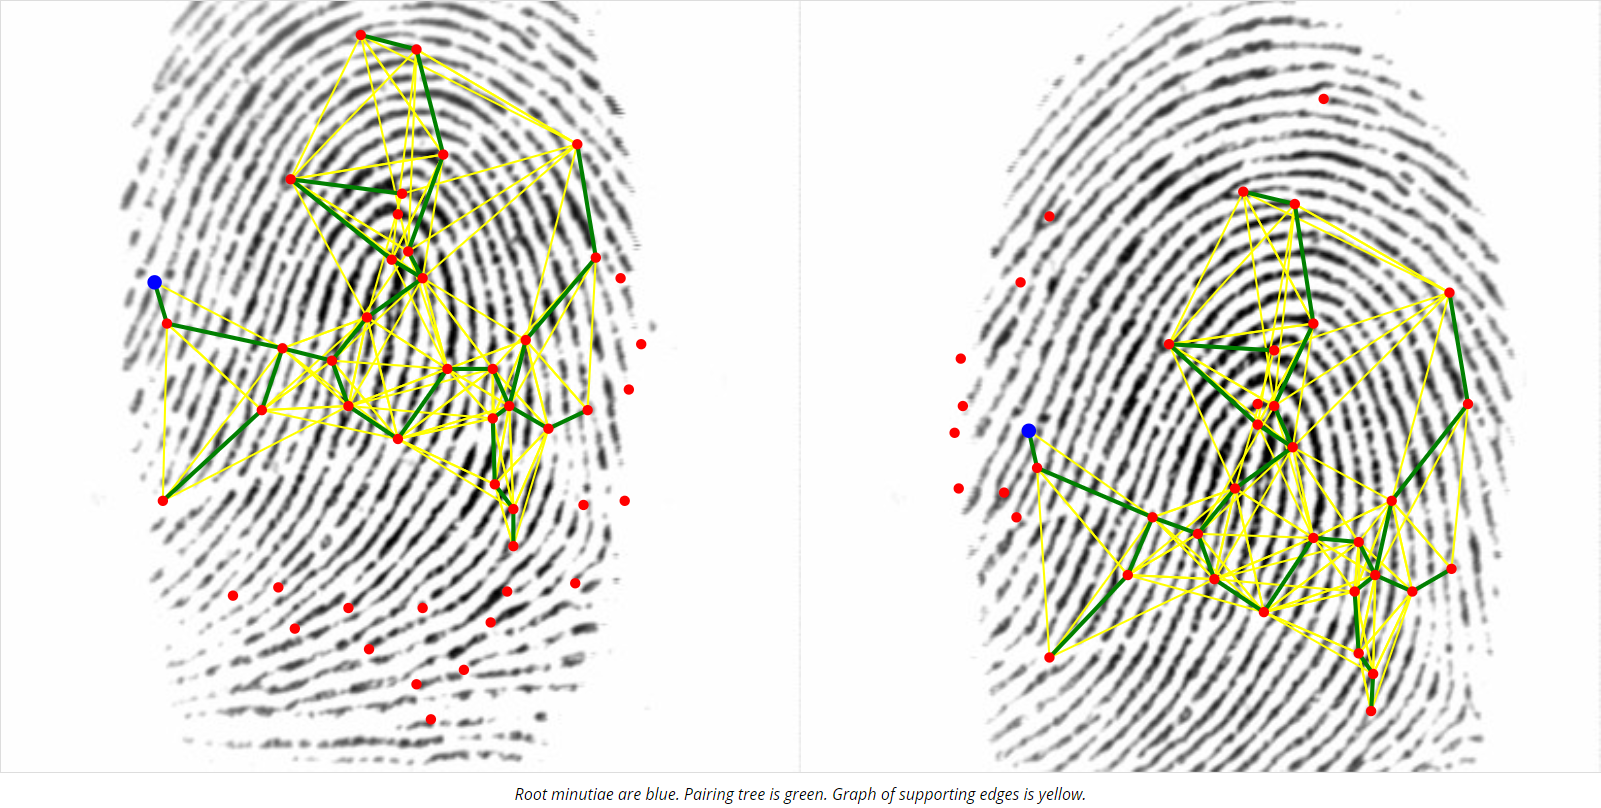 Root minutiae are blue. Pairing tree is green. Graph of supporting edges is yellow.